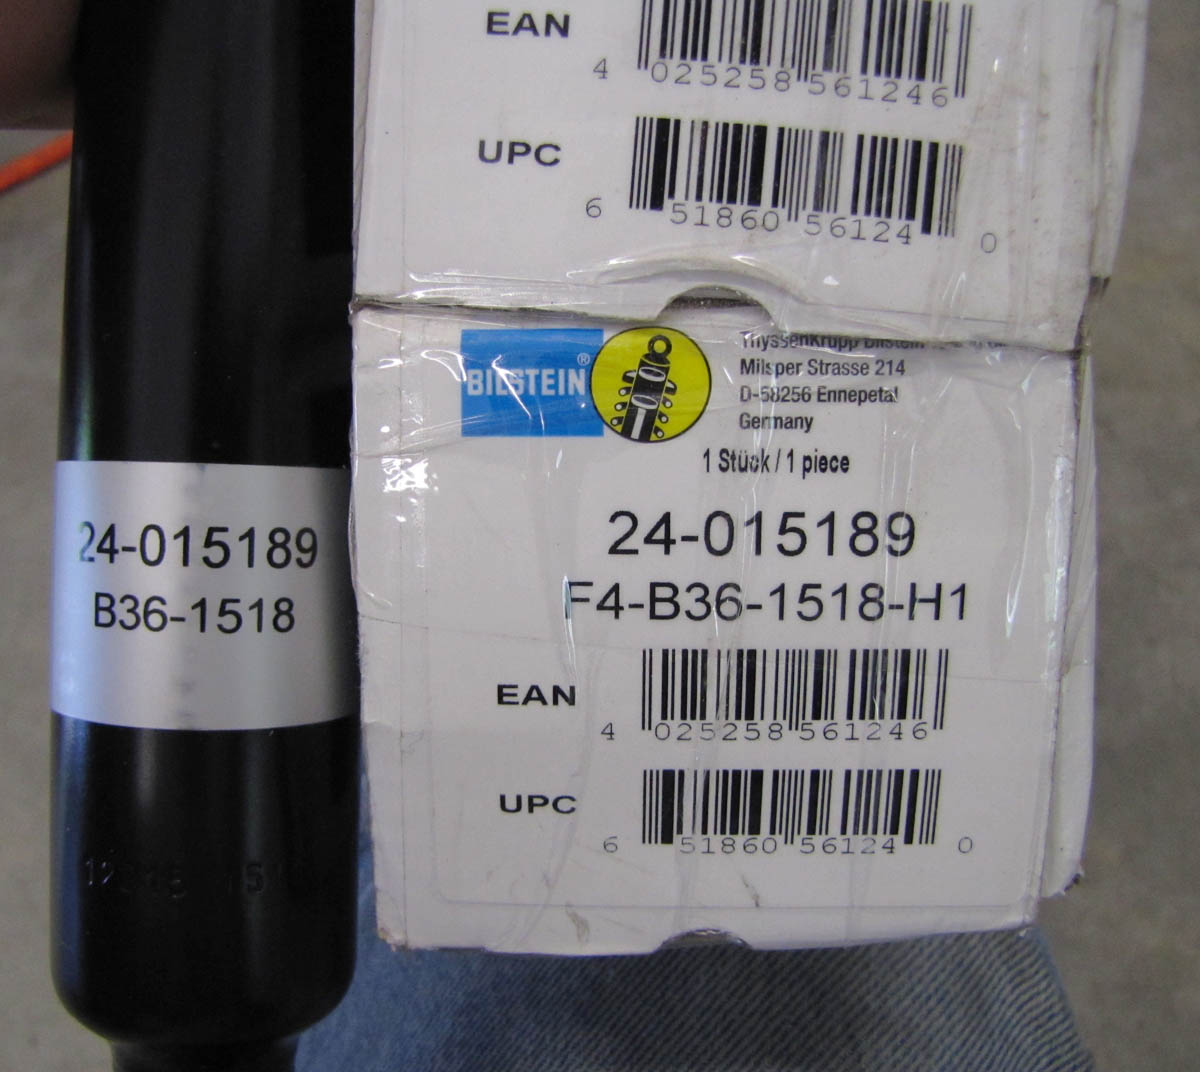 EAN
4 025258 561246
UPC
6 51860 56124 0
24-015189
B36-1518
BILSTEIN®
ThyssenKrupp Bilstein
Milsper Strasse 214
D-58256 Ennepetal
Germany
1 Stück / 1 piece
24-015189
F4-B36-1518-H1
EAN
4 025258 561246
UPC
6 51860 56124 0